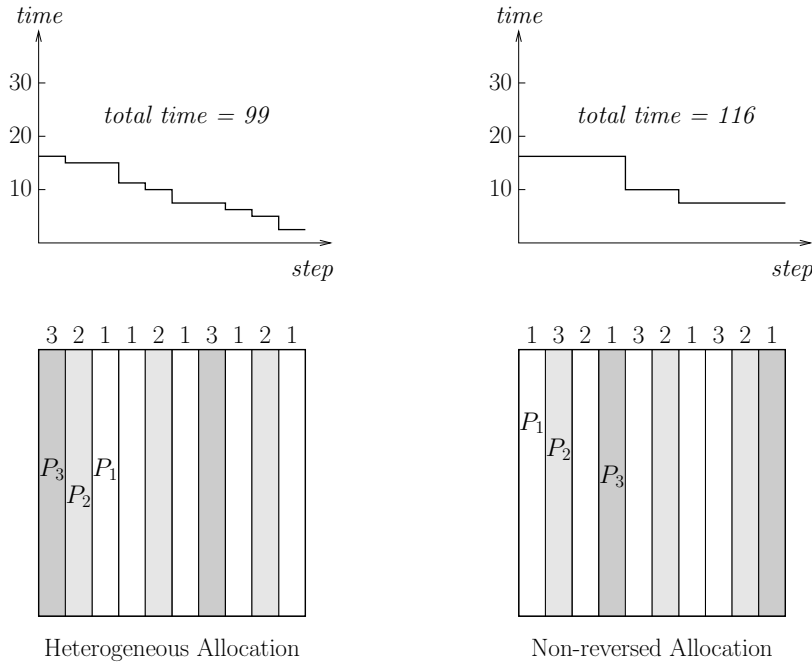 time
30
20
10
total time = 99
step
time
30
20
10
total time = 116
step
3 2 1 1 2 1 3 1 2 1
P3
P2
P1
Heterogeneous Allocation
1 3 2 1 3 2 1 3 2 1
P1
P2
P3
Non-reversed Allocation